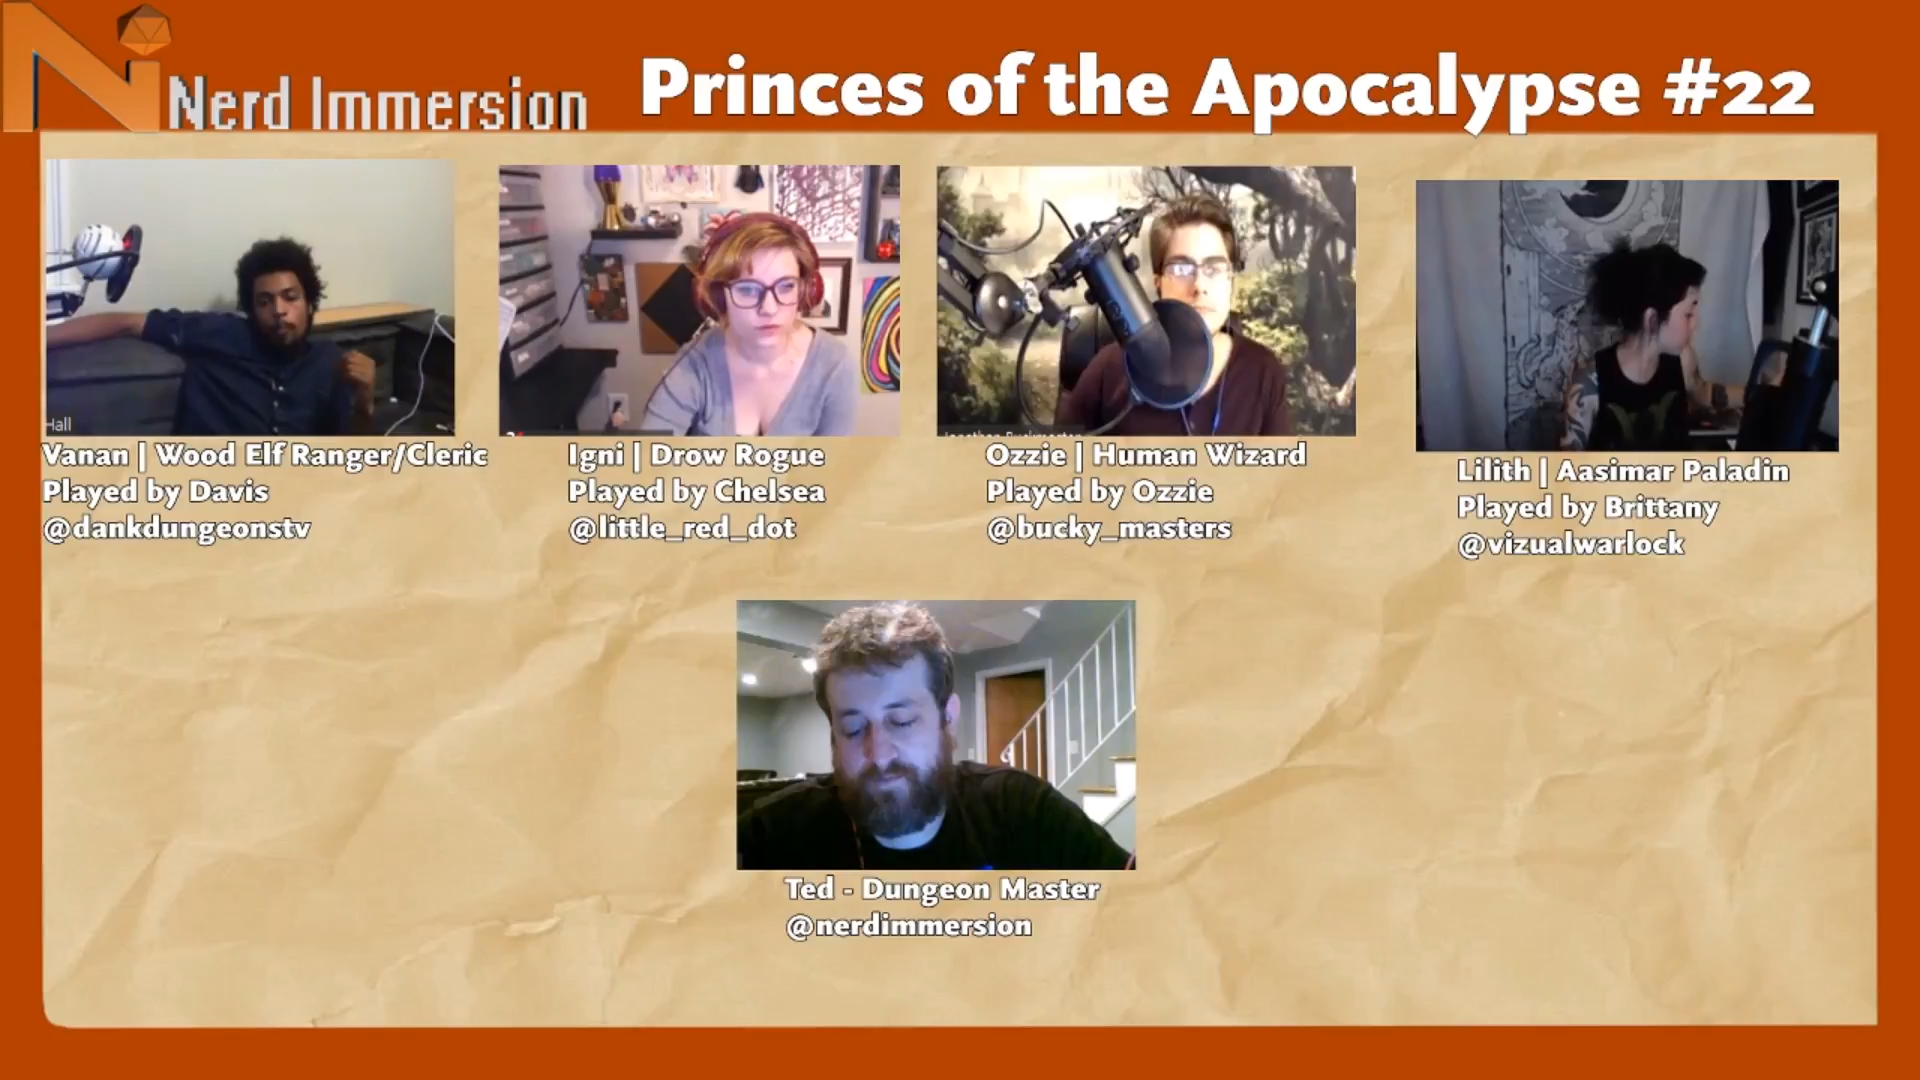 Nerd Immersion
Princes of the Apocalypse #22
Hall
Vanan | Wood Elf Ranger/Cleric
Played by Davis
@dankdungeonstv
Igni | Drow Rogue
Played by Chelsea
@little_red_dot
Ozzie | Human Wizard
Played by Ozzie
@bucky_masters
Lilith | Aasimar Paladin
Played by Brittany
@vizualwarlock
Ted - Dungeon Master
@nerdimmersion